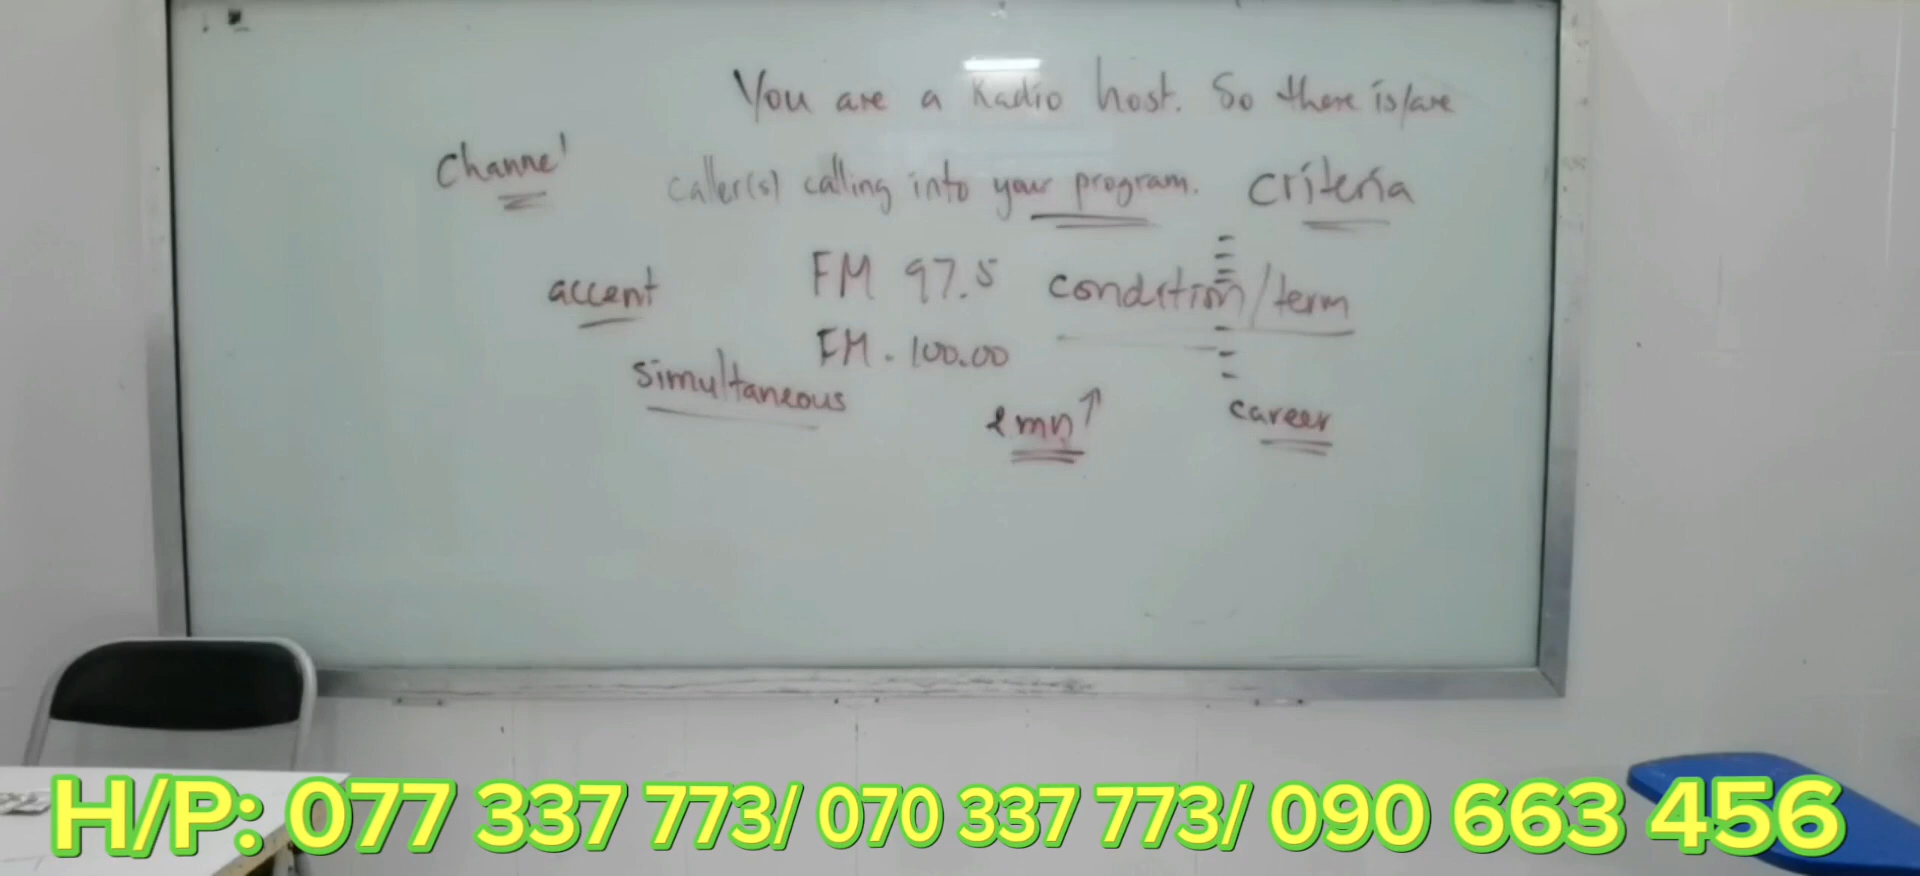 You are a Radio host. So there is/are
Channel
caller(s) calling into your program. criteria
accent
FM 97.5
condition/term
FM. 100.00
simultaneous
career
H/P: 077 337 773/ 070 337 773/ 090 663 456